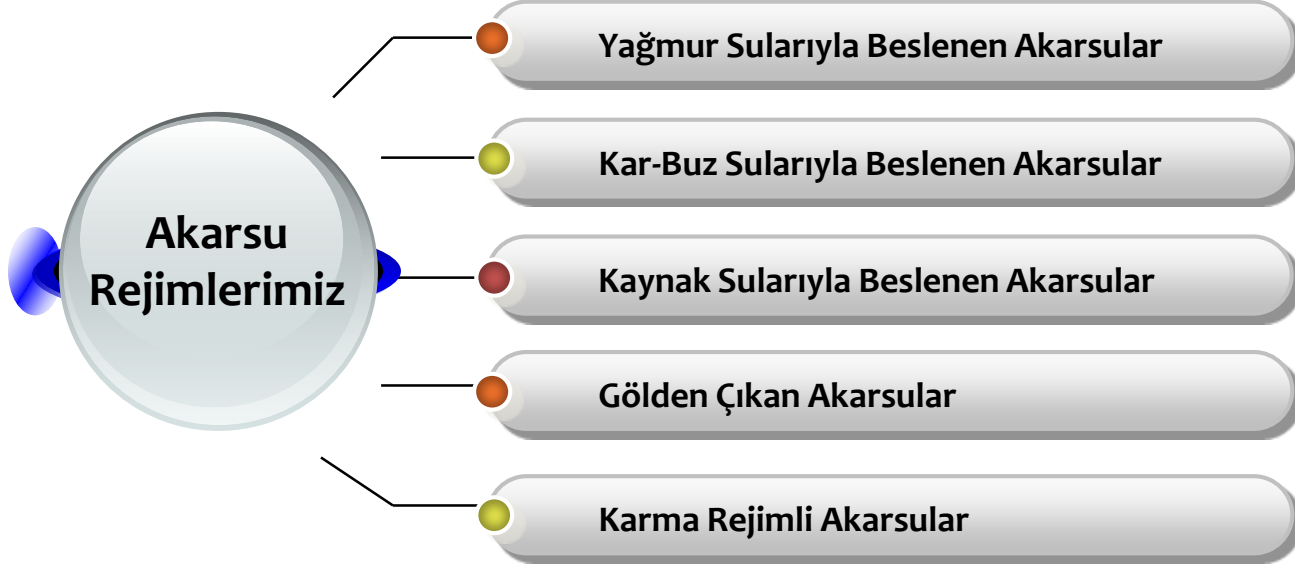 Akarsu
Rejimlerimiz
Yağmur Sularıyla Beslenen Akarsular
Kar-Buz Sularıyla Beslenen Akarsular
Kaynak Sularıyla Beslenen Akarsular
Gölden Çıkan Akarsular
Karma Rejimli Akarsular